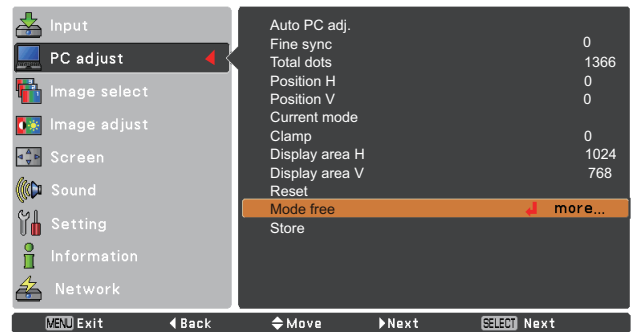 Input
PC adjust
Image select
Image adjust
Screen
Sound
Setting
Information
Network
Auto PC adj.
Fine sync 0
Total dots 1366
Position H 0
Position V 0
Current mode
Clamp 0
Display area H 1024
Display area V 768
Reset
Mode free more...
Store
MENU Exit Back Move Next SELECT Next